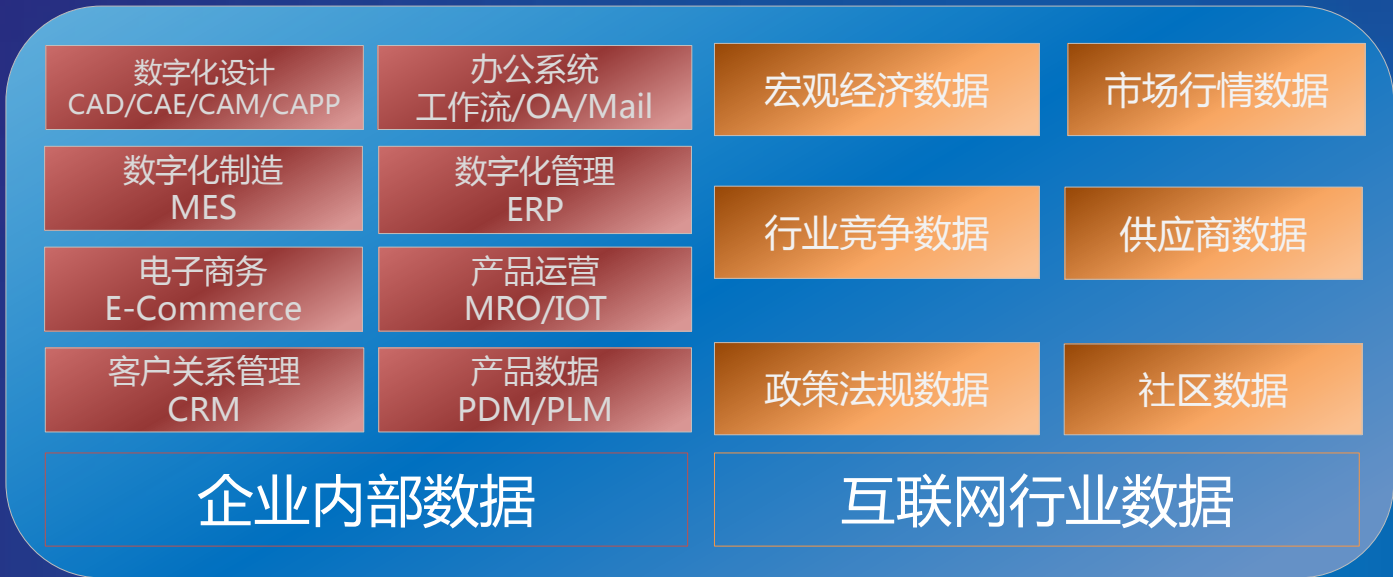 数字化设计
CAD/CAE/CAM/CAPP
办公系统
工作流/OA/Mail
数字化制造
MES
数字化管理
ERP
电子商务
E-Commerce
产品运营
MRO/IOT
客户关系管理
CRM
产品数据
PDM/PLM
企业内部数据
宏观经济数据
市场行情数据
行业竞争数据
供应商数据
政策法规数据
社区数据
互联网行业数据